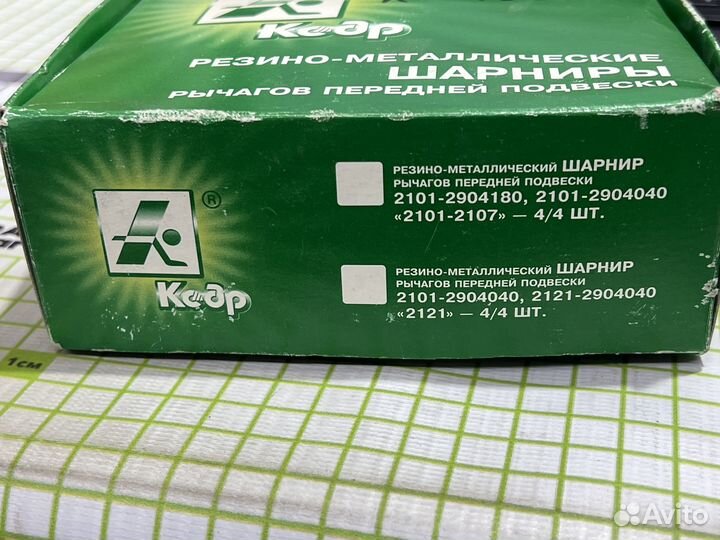 Кедр
РЕЗИНО-МЕТАЛЛИЧЕСКИЕ
ШАРНИРЫ
РЫЧАГОВ ПЕРЕДНЕЙ ПОДВЕСКИ
РЕЗИНО-МЕТАЛЛИЧЕСКИЙ ШАРНИР
РЫЧАГОВ ПЕРЕДНЕЙ ПОДВЕСКИ
2101-2904180, 2101-2904040
«2101-2107» — 4/4 ШТ.
®
Кедр
РЕЗИНО-МЕТАЛЛИЧЕСКИЙ ШАРНИР
РЫЧАГОВ ПЕРЕДНЕЙ ПОДВЕСКИ
2101-2904040, 2121-2904040
«2121» — 4/4 ШТ.
1см
Avito